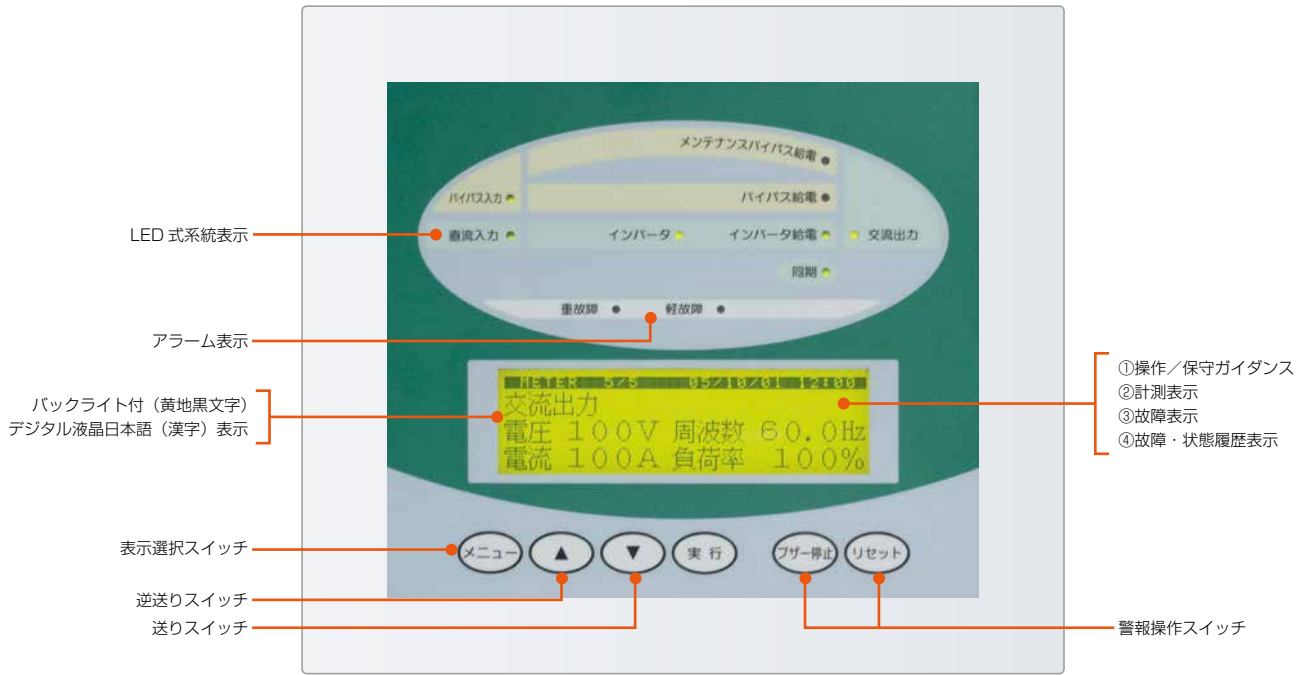 メンテナンスバイパス給電
バイパス入力
バイパス給電
LED 式系統表示
直流入力
インバータ
インバータ給電
交流出力
同期
重故障
軽故障
アラーム表示
METER 5/5 05/10/01 12:00
交流出力
電圧 100V 周波数 60.0Hz
電流 100A 負荷率 100%
バックライト付（黄地黒文字）
デジタル液晶日本語（漢字）表示
①操作／保守ガイダンス
②計測表示
③故障表示
④故障・状態履歴表示
表示選択スイッチ
メニュー
▲
▼
実行
ブザー停止
リセット
逆送りスイッチ
送りスイッチ
警報操作スイッチ